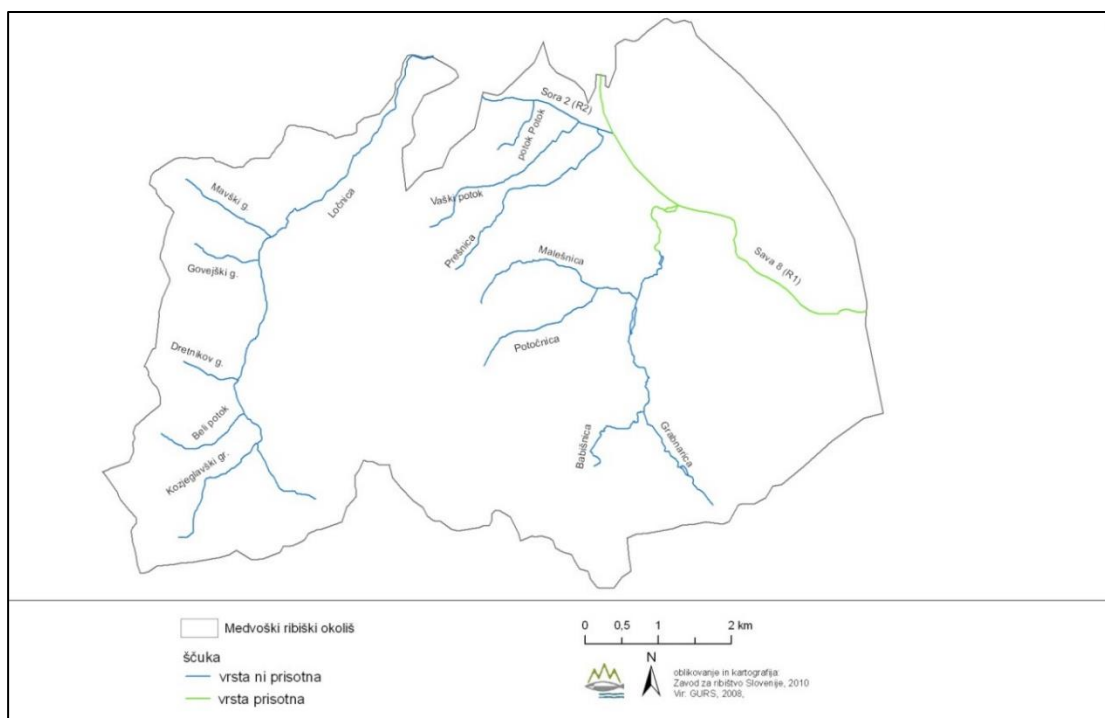 Sora 2 (R2)
potok Potok
Mavški g.
Ločnica
Vaški potok
Prešnica
Govejški g.
Malešnica
Sava 8 (R1)
Potočnica
Dretnikov g.
Beli potok
Babišnica
Grabnarica
Kozjeglavški gr.
Medvoški ribiški okoliš
ščuka
vrsta ni prisotna
vrsta prisotna
0 0,5 1 2 km
N
oblikovanje in kartografija:
Zavod za ribištvo Slovenije, 2010
Vir: GURS, 2008,